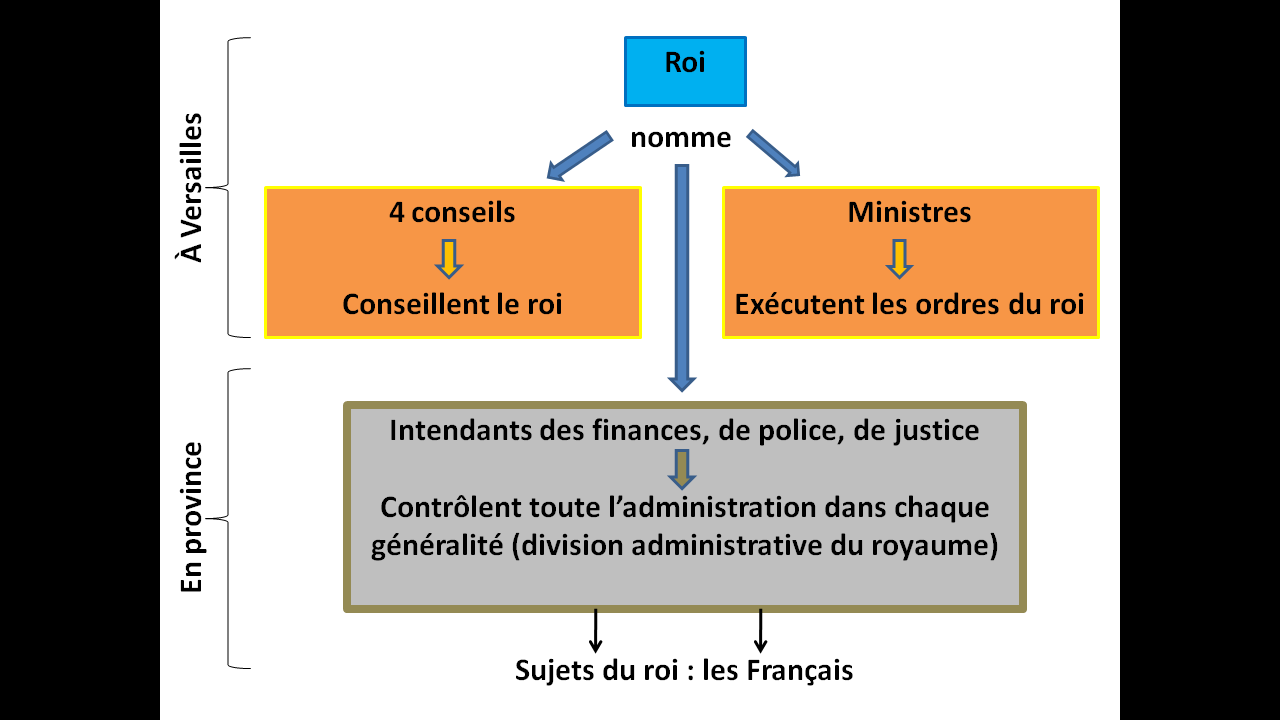 Roi
nomme
À Versailles
4 conseils
Conseillent le roi
Ministres
Exécutent les ordres du roi
En province
Intendants des finances, de police, de justice
Contrôlent toute l’administration dans chaque
généralité (division administrative du royaume)
Sujets du roi : les Français